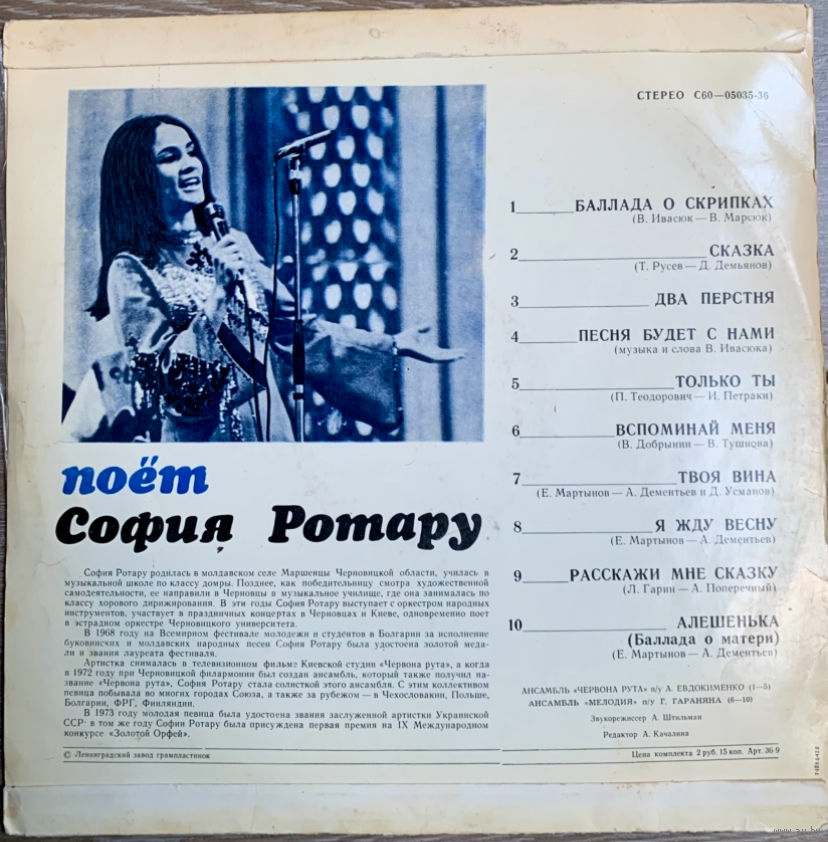 СТЕРЕО С60—05035-36
1 БАЛЛАДА О СКРИПКАХ
(В. Ивасюк — В. Марсюк)
2 СКАЗКА
(Т. Русев — Д. Демьянов)
3 ДВА ПЕРСТНЯ
4 ПЕСНЯ БУДЕТ С НАМИ
(музыка и слова В. Ивасюка)
5 ТОЛЬКО ТЫ
(П. Теодорович — И. Петраки)
6 ВСПОМИНАЙ МЕНЯ
(В. Добрынин — В. Тушнова)
7 ТВОЯ ВИНА
(Е. Мартынов — А. Дементьев и Д. Усманов)
8 Я ЖДУ ВЕСНУ
(Е. Мартынов — А. Дементьев)
9 РАССКАЖИ МНЕ СКАЗКУ
(Л. Гарин — А. Поперечный)
10 АЛЕШЕНЬКА
(Баллада о матери)
(Е. Мартынов — А. Дементьев)
АНСАМБЛЬ «ЧЕРВОНА РУТА» п/у А. ЕВДОКИМЕНКО (1—5)
АНСАМБЛЬ «МЕЛОДИЯ» п/у Г. ГАРАНЯНА (6—10)
Звукорежиссер А. Штильман
Редактор А. Качалина
поёт
София Ротару
София Ротару родилась в молдавском селе Маршенцы Черновицкой области, училась в
музыкальной школе по классу домры. Позднее, как победительницу смотра художественной
самодеятельности, ее направили в Черновцы в музыкальное училище, где она занималась по
классу хорового дирижирования. В эти годы София Ротару выступает с оркестром народных
инструментов, участвует в праздничных концертах в Черновцах и Киеве, одновременно поет
в эстрадном оркестре Черновицкого университета.
В 1968 году на Всемирном фестивале молодежи и студентов в Болгарии за исполнение
буковинских и молдавских народных песен София Ротару была удостоена золотой меда-
ли и звания лауреата фестиваля.
Артистка снималась в телевизионном фильме Киевской студии «Червона рута», а когда
в 1972 году при Черновицкой филармонии был создан ансамбль, который также получил на-
звание «Червона рута», София Ротару стала солисткой этого ансамбля. С этим коллективом
певица побывала во многих городах Союза, а также за рубежом — в Чехословакии, Польше,
Болгарии, ФРГ, Финляндии.
В 1973 году молодая певица была удостоена звания заслуженной артистки Украинской
ССР: в том же году Софии Ротару была присуждена первая премия на IX Международном
конкурсе «Золотой Орфей».
© Ленинградский завод грампластинок
Цена комплекта 2 руб. 15 коп. Арт. 36 9